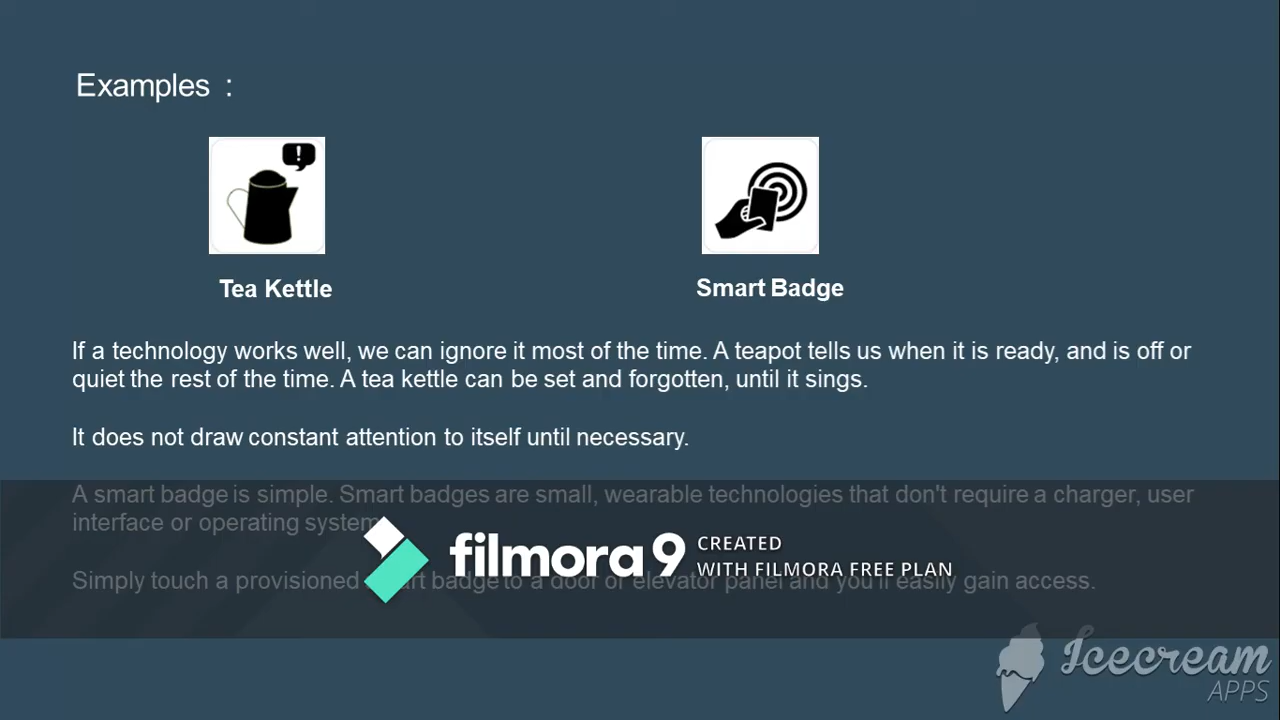 Examples :
!
Tea Kettle
Smart Badge
If a technology works well, we can ignore it most of the time. A teapot tells us when it is ready, and is off or
quiet the rest of the time. A tea kettle can be set and forgotten, until it sings.
It does not draw constant attention to itself until necessary.
A smart badge is simple. Smart badges are small, wearable technologies that don't require a charger, user
interface or operating system
filmora9 CREATED
WITH FILMORA FREE PLAN
Simply touch a provisioned badge to a door or elevator panel and you'll easily gain access.
Icecream
APPS